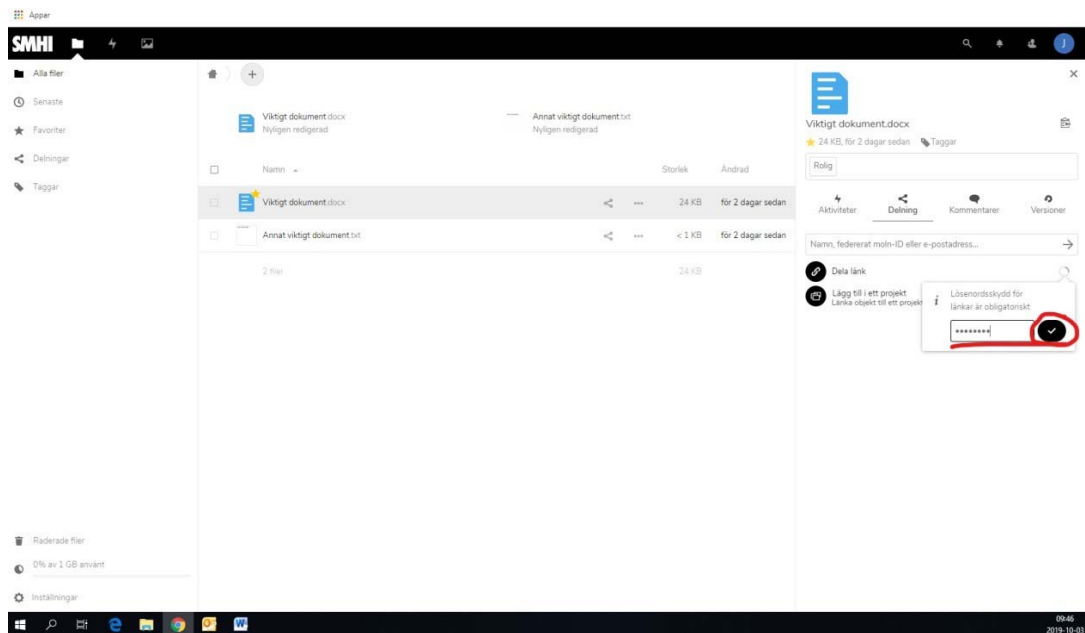 Appar
SMHI
J
Alla filer
Senaste
Favoriter
Delningar
Taggar
Viktigt dokument.docx
Nyligen redigerad
Annat viktigt dokument.txt
Nyligen redigerad
Namn
Storlek
Ändrad
Viktigt dokument.docx
24 KB
för 2 dagar sedan
Annat viktigt dokument.txt
< 1 KB
för 2 dagar sedan
2 filer
24 KB
Viktigt dokument.docx
24 KB, för 2 dagar sedan
Taggar
Rolig
Aktiviteter
Delning
Kommentarer
Versioner
Namn, federerat moln-ID eller e-postadress...
Dela länk
Lägg till i ett projekt
Länka objekt till ett projekt
Lösenordsskydd för
länkar är obligatoriskt
Raderade filer
0% av 1 GB använt
Inställningar
09:46
2019-10-03